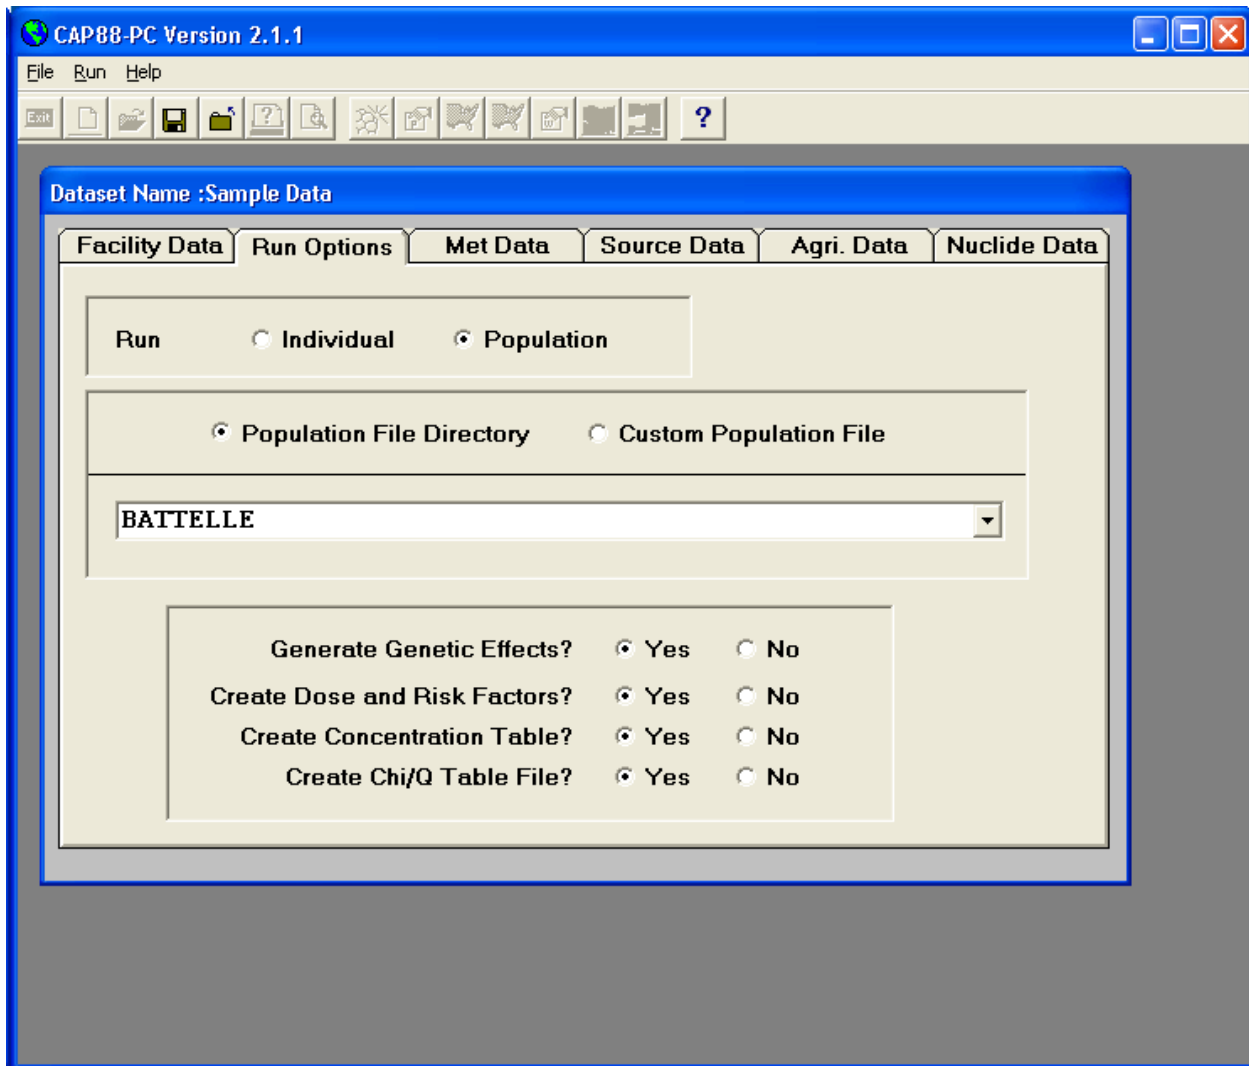 CAP88-PC Version 2.1.1
File Run Help
Exit ?
Dataset Name :Sample Data
Facility Data Run Options Met Data Source Data Agri. Data Nuclide Data
Run Individual Population
Population File Directory Custom Population File
BATTELLE
Generate Genetic Effects? Yes No
Create Dose and Risk Factors? Yes No
Create Concentration Table? Yes No
Create Chi/Q Table File? Yes No